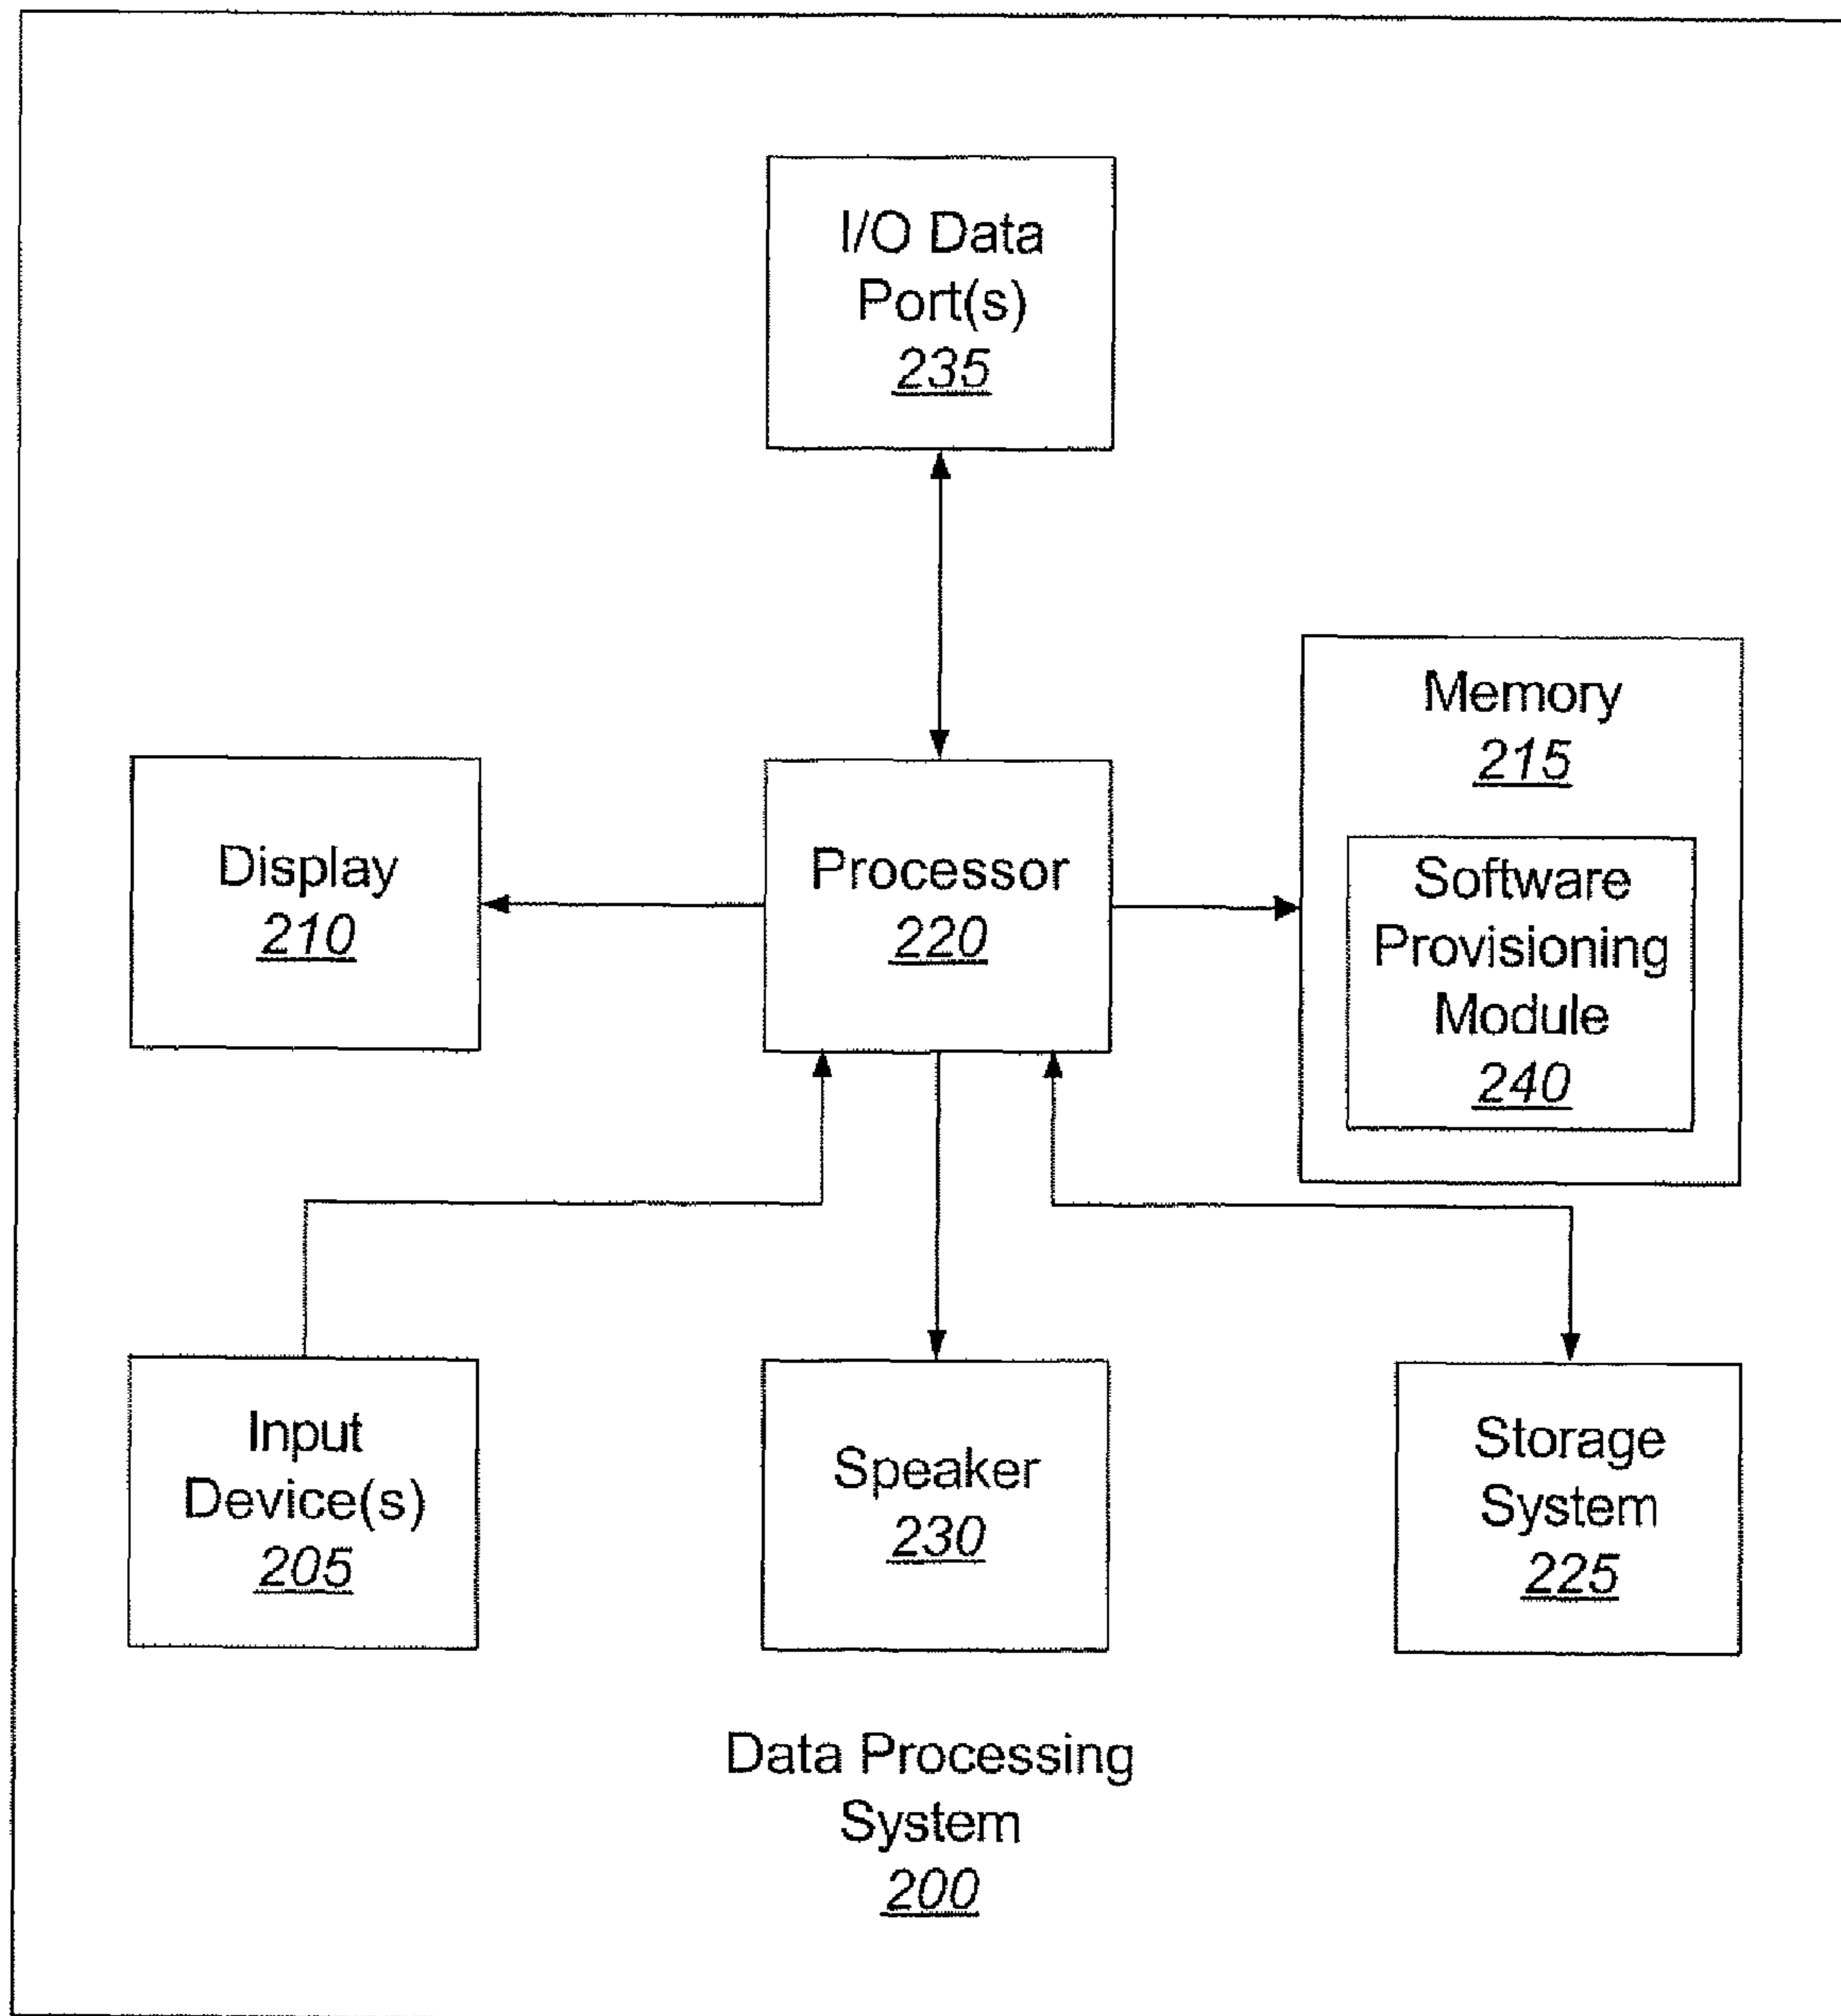 I/O Data
Port(s)
235
Memory
215
Display
210
Processor
220
Software
Provisioning
Module
240
Input
Device(s)
205
Speaker
230
Storage
System
225
Data Processing
System
200